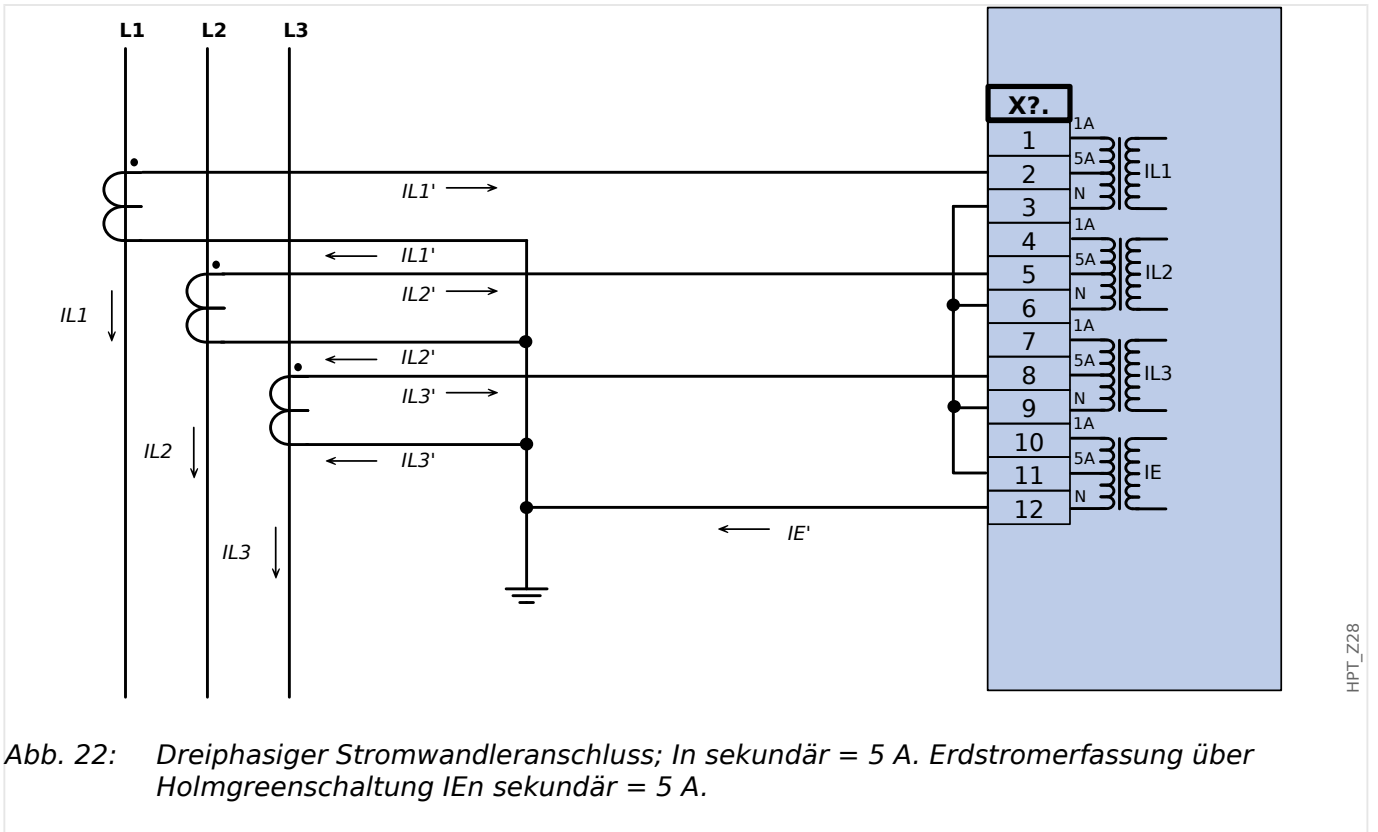 L1 L2 L3
X?.
1 1A
2 5A IL1
3 N
4 1A
5 5A IL2
6 N
7 1A
8 5A IL3
9 N
10 1A
11 5A IE
12 N
IL1'
IL1'
IL2'
IL1
IL2'
IL3'
IL2
IL3'
IE'
IL3
HPT_Z28
Abb. 22: Dreiphasiger Stromwandleranschluss; In sekundär = 5 A. Erdstromerfassung über
Holmgreenschaltung IEn sekundär = 5 A.